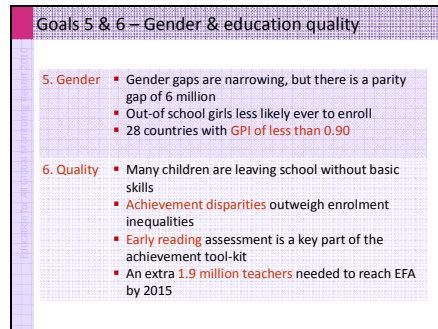 Goals 5 & 6 – Gender & education quality
5. Gender
▪ Gender gaps are narrowing, but there is a parity
gap of 6 million
▪ Out-of school girls less likely ever to enroll
▪ 28 countries with GPI of less than 0.90
6. Quality
▪ Many children are leaving school without basic
skills
▪ Achievement disparities outweigh enrolment
inequalities
▪ Early reading assessment is a key part of the
achievement tool-kit
▪ An extra 1.9 million teachers needed to reach EFA
by 2015